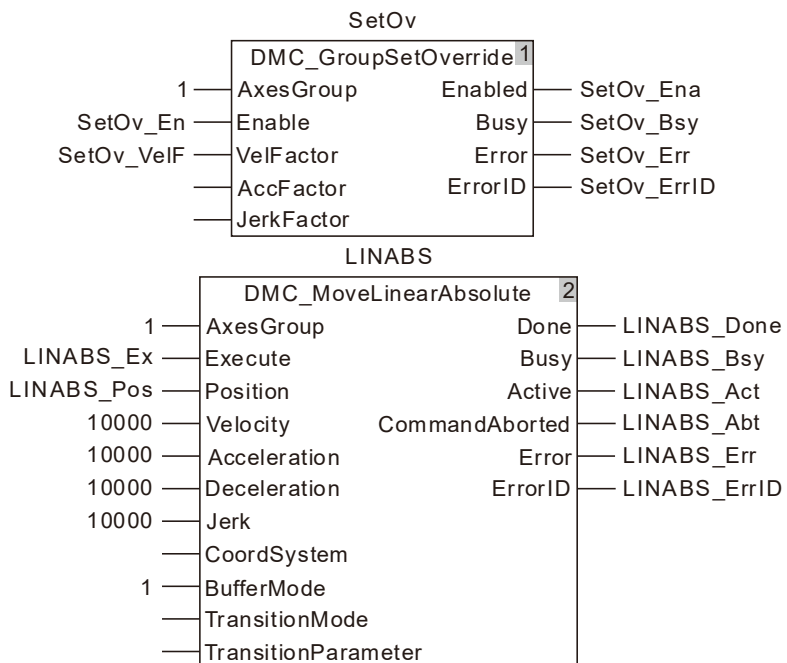 SetOv
DMC_GroupSetOverride 1
1 AxesGroup Enabled SetOv_Ena
SetOv_En Enable Busy SetOv_Bsy
SetOv_VelF VelFactor Error SetOv_Err
AccFactor ErrorID SetOv_ErrID
JerkFactor
LINABS
DMC_MoveLinearAbsolute 2
1 AxesGroup Done LINABS_Done
LINABS_Ex Execute Busy LINABS_Bsy
LINABS_Pos Position Active LINABS_Act
10000 Velocity CommandAborted LINABS_Abt
10000 Acceleration Error LINABS_Err
10000 Deceleration ErrorID LINABS_ErrID
10000 Jerk
CoordSystem
1 BufferMode
TransitionMode
TransitionParameter